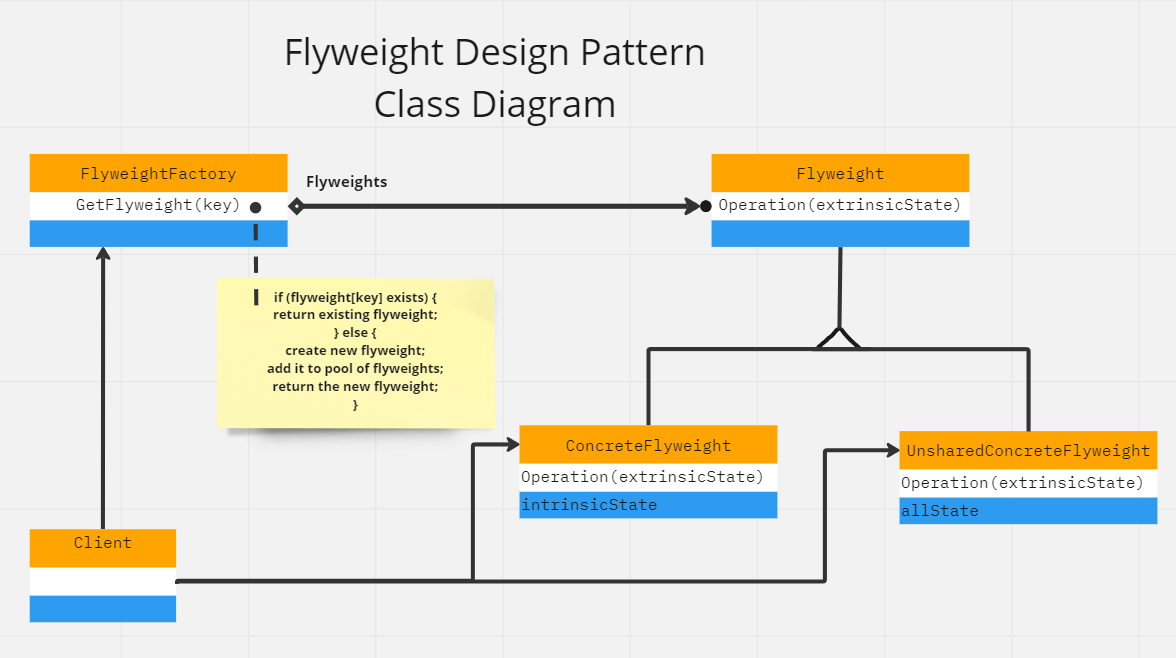 Flyweight Design Pattern
Class Diagram
FlyweightFactory
GetFlyweight(key)
Flyweights
Flyweight
Operation(extrinsicState)
if (flyweight[key] exists) {
return existing flyweight;
} else {
create new flyweight;
add it to pool of flyweights;
return the new flyweight;
}
ConcreteFlyweight
Operation(extrinsicState)
intrinsicState
UnsharedConcreteFlyweight
Operation(extrinsicState)
allState
Client